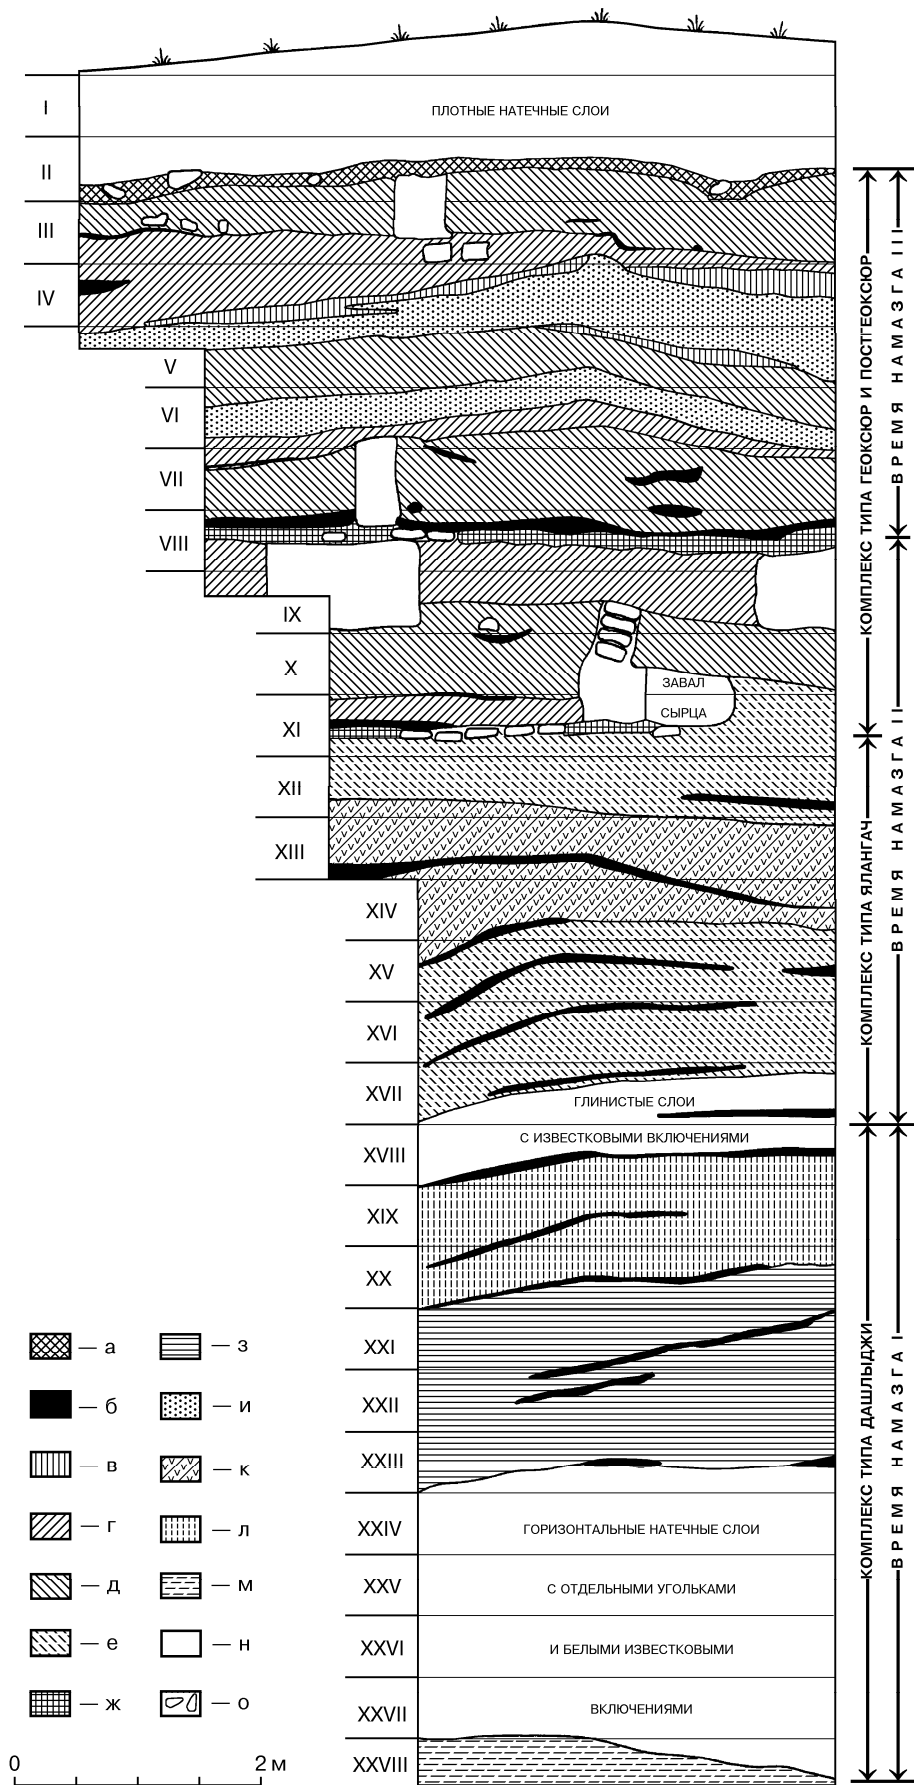 I
ПЛОТНЫЕ НАТЕЧНЫЕ СЛОИ
II
III
IV
V
VI
VII
VIII
IX
X
ЗАВАЛ
СЫРЦА
XI
XII
XIII
XIV
XV
XVI
XVII
ГЛИНИСТЫЕ СЛОИ
С ИЗВЕСТКОВЫМИ ВКЛЮЧЕНИЯМИ
XVIII
XIX
XX
XXI
XXII
XXIII
XXIV
ГОРИЗОНТАЛЬНЫЕ НАТЕЧНЫЕ СЛОИ
XXV
С ОТДЕЛЬНЫМИ УГОЛЬКАМИ
XXVI
И БЕЛЫМИ ИЗВЕСТКОВЫМИ
XXVII
ВКЛЮЧЕНИЯМИ
XXVIII
КОМПЛЕКС ТИПА ГЕОКСЮР И ПОСТГЕОКСЮР
ВРЕМЯ НАМАЗГА III
КОМПЛЕКС ТИПА ЯЛАНГАЧ
ВРЕМЯ НАМАЗГА II
КОМПЛЕКС ТИПА ДАШЛЫДЖИ
ВРЕМЯ НАМАЗГА I
— а
— б
— в
— г
— д
— е
— ж
— з
— и
— к
— л
— м
— н
— о
0 2 м